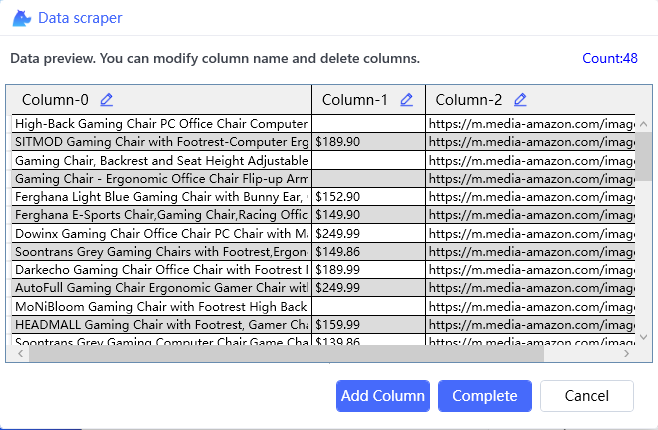 Data scraper
Data preview. You can modify column name and delete columns. Count:48
Column-0 Column-1 Column-2
High-Back Gaming Chair PC Office Chair Computer https://m.media-amazon.com/imag
SITMOD Gaming Chair with Footrest-Computer Erg $189.90 https://m.media-amazon.com/imag
Gaming Chair, Backrest and Seat Height Adjustable https://m.media-amazon.com/imag
Gaming Chair - Ergonomic Office Chair Flip-up Arm https://m.media-amazon.com/imag
Ferghana Light Blue Gaming Chair with Bunny Ear, $152.90 https://m.media-amazon.com/imag
Ferghana E-Sports Chair,Gaming Chair,Racing Offic $149.90 https://m.media-amazon.com/imag
Dowinx Gaming Chair Office Chair PC Chair with Ma $249.99 https://m.media-amazon.com/imag
Soontrans Grey Gaming Chairs with Footrest,Ergon $149.86 https://m.media-amazon.com/imag
Darkecho Gaming Chair Office Chair with Footrest $189.99 https://m.media-amazon.com/imag
AutoFull Gaming Chair Ergonomic Gamer Chair with $249.99 https://m.media-amazon.com/imag
MoNiBloom Gaming Chair with Footrest High Back https://m.media-amazon.com/imag
HEADMALL Gaming Chair with Footrest, Gamer Cha $159.99 https://m.media-amazon.com/imag
Soontrans Grey Gaming Computer Chair,Game Cha $139.86 https://m.media-amazon.com/imag
Add Column Complete Cancel